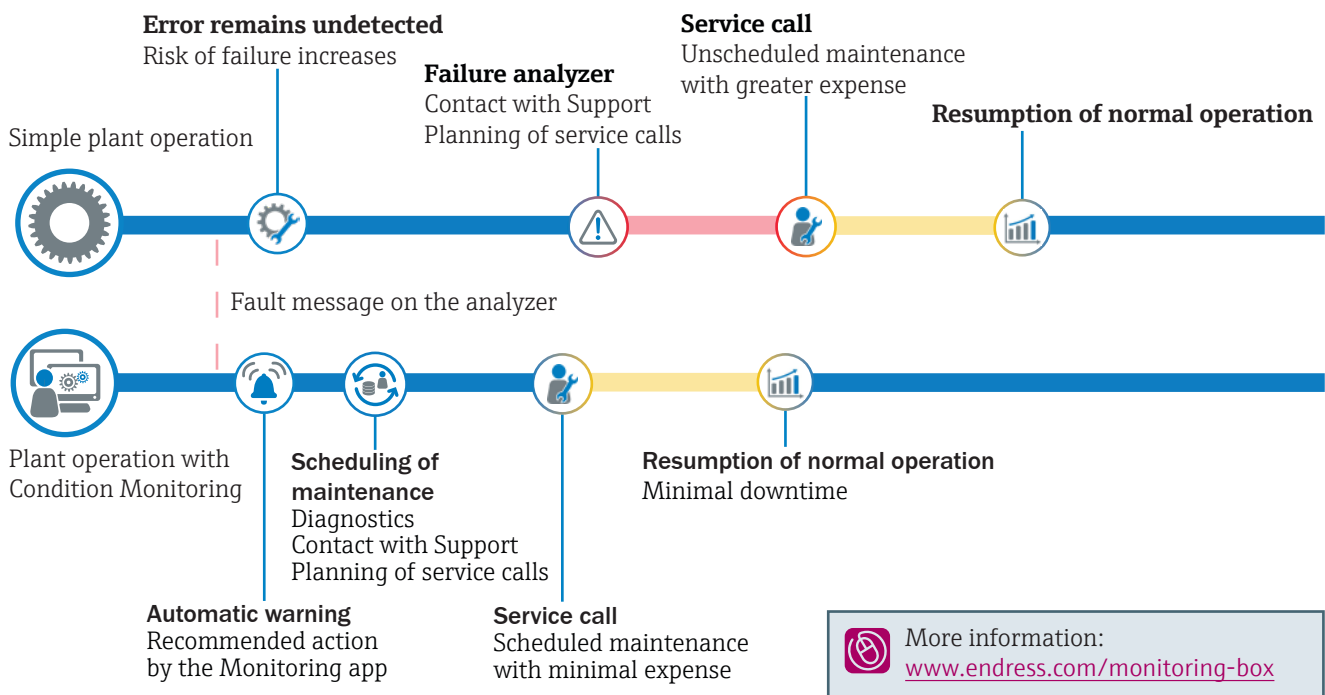 Error remains undetected
Risk of failure increases
Failure analyzer
Contact with Support
Planning of service calls
Service call
Unscheduled maintenance
with greater expense
Resumption of normal operation
Simple plant operation
Fault message on the analyzer
Plant operation with
Condition Monitoring
Automatic warning
Recommended action
by the Monitoring app
Scheduling of
maintenance
Diagnostics
Contact with Support
Planning of service calls
Service call
Scheduled maintenance
with minimal expense
Resumption of normal operation
Minimal downtime
More information:
www.endress.com/monitoring-box